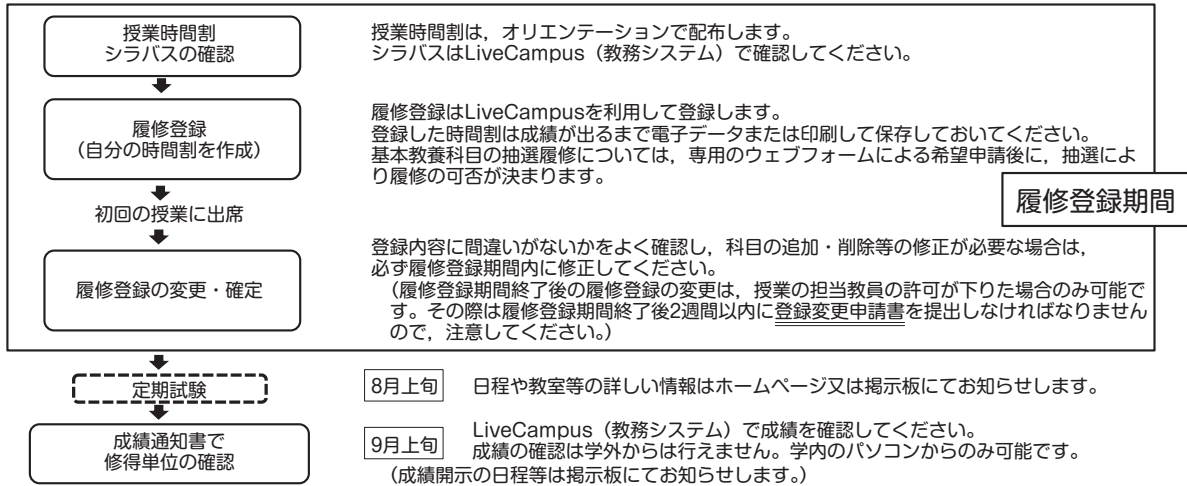 授業時間割
シラバスの確認
授業時間割は，オリエンテーションで配布します。
シラバスはLiveCampus（教務システム）で確認してください。
履修登録
（自分の時間割を作成）
履修登録はLiveCampusを利用して登録します。
登録した時間割は成績が出るまで電子データまたは印刷して保存しておいてください。
基本教養科目の抽選履修については，専用のウェブフォームによる希望申請後に，抽選によ
り履修の可否が決まります。
履修登録期間
初回の授業に出席
履修登録の変更・確定
登録内容に間違いがないかをよく確認し，科目の追加・削除等の修正が必要な場合は，
必ず履修登録期間内に修正してください。
（履修登録期間終了後の履修登録の変更は，授業の担当教員の許可が下りた場合のみ可能で
す。その際は履修登録期間終了後2週間以内に登録変更申請書を提出しなければなりません
ので，注意してください。）
定期試験
8月上旬 日程や教室等の詳しい情報はホームページ又は掲示板にてお知らせします。
成績通知書で
修得単位の確認
9月上旬
LiveCampus（教務システム）で成績を確認してください。
成績の確認は学外からは行えません。学内のパソコンからのみ可能です。
（成績開示の日程等は掲示板にてお知らせします。）